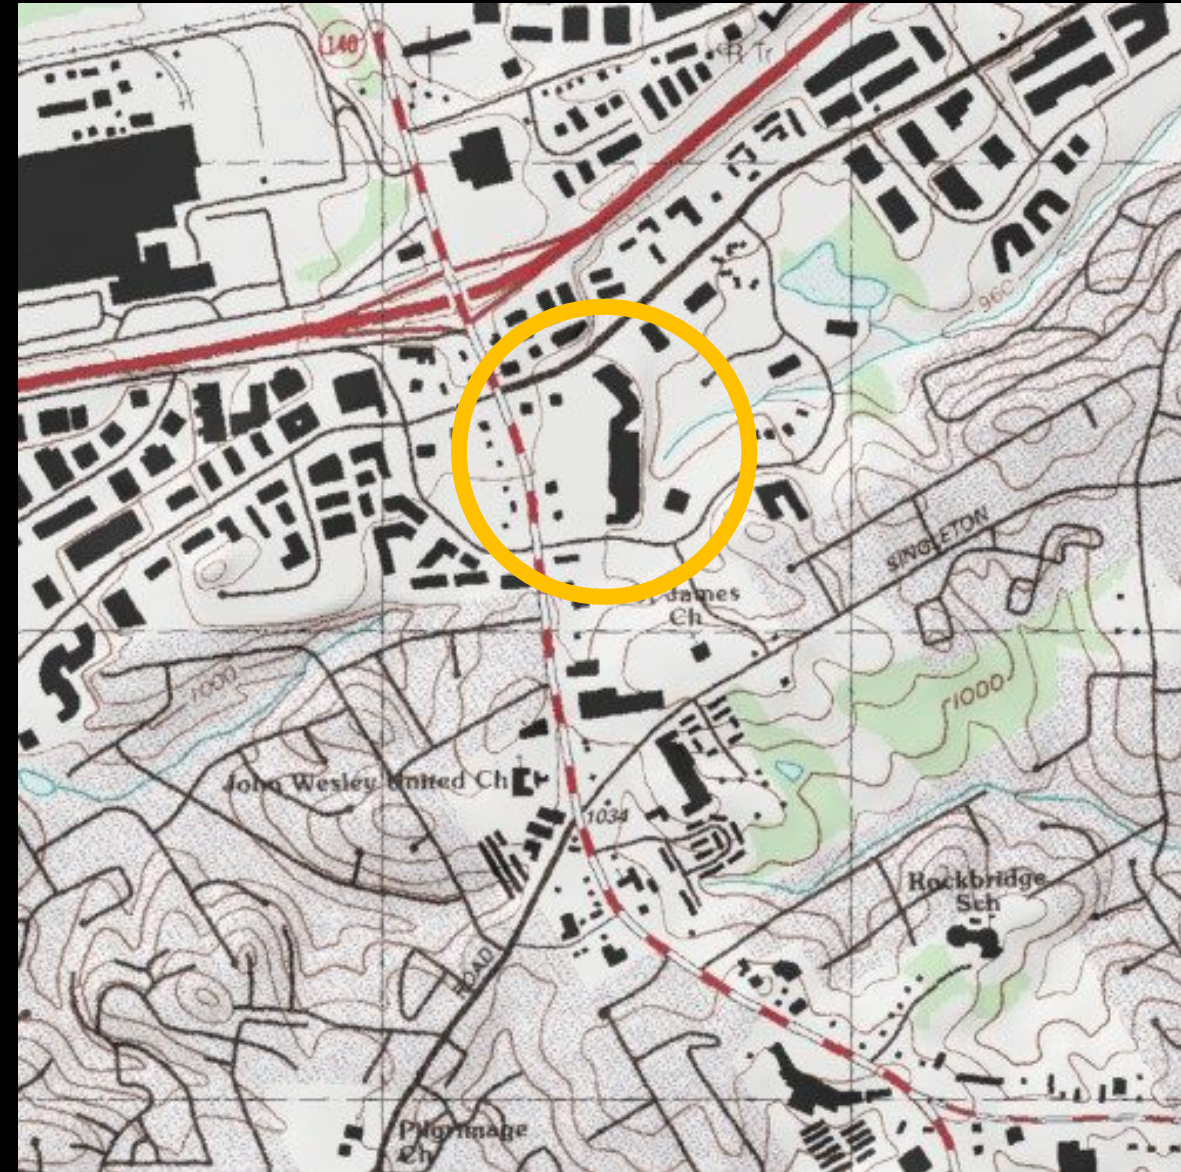 140
R Tr
960
SINGLETON
James
Ch
1000
1000
John Wesley United Ch
1034
Rockbridge
Sch
ROAD
Pilgrimage
Ch